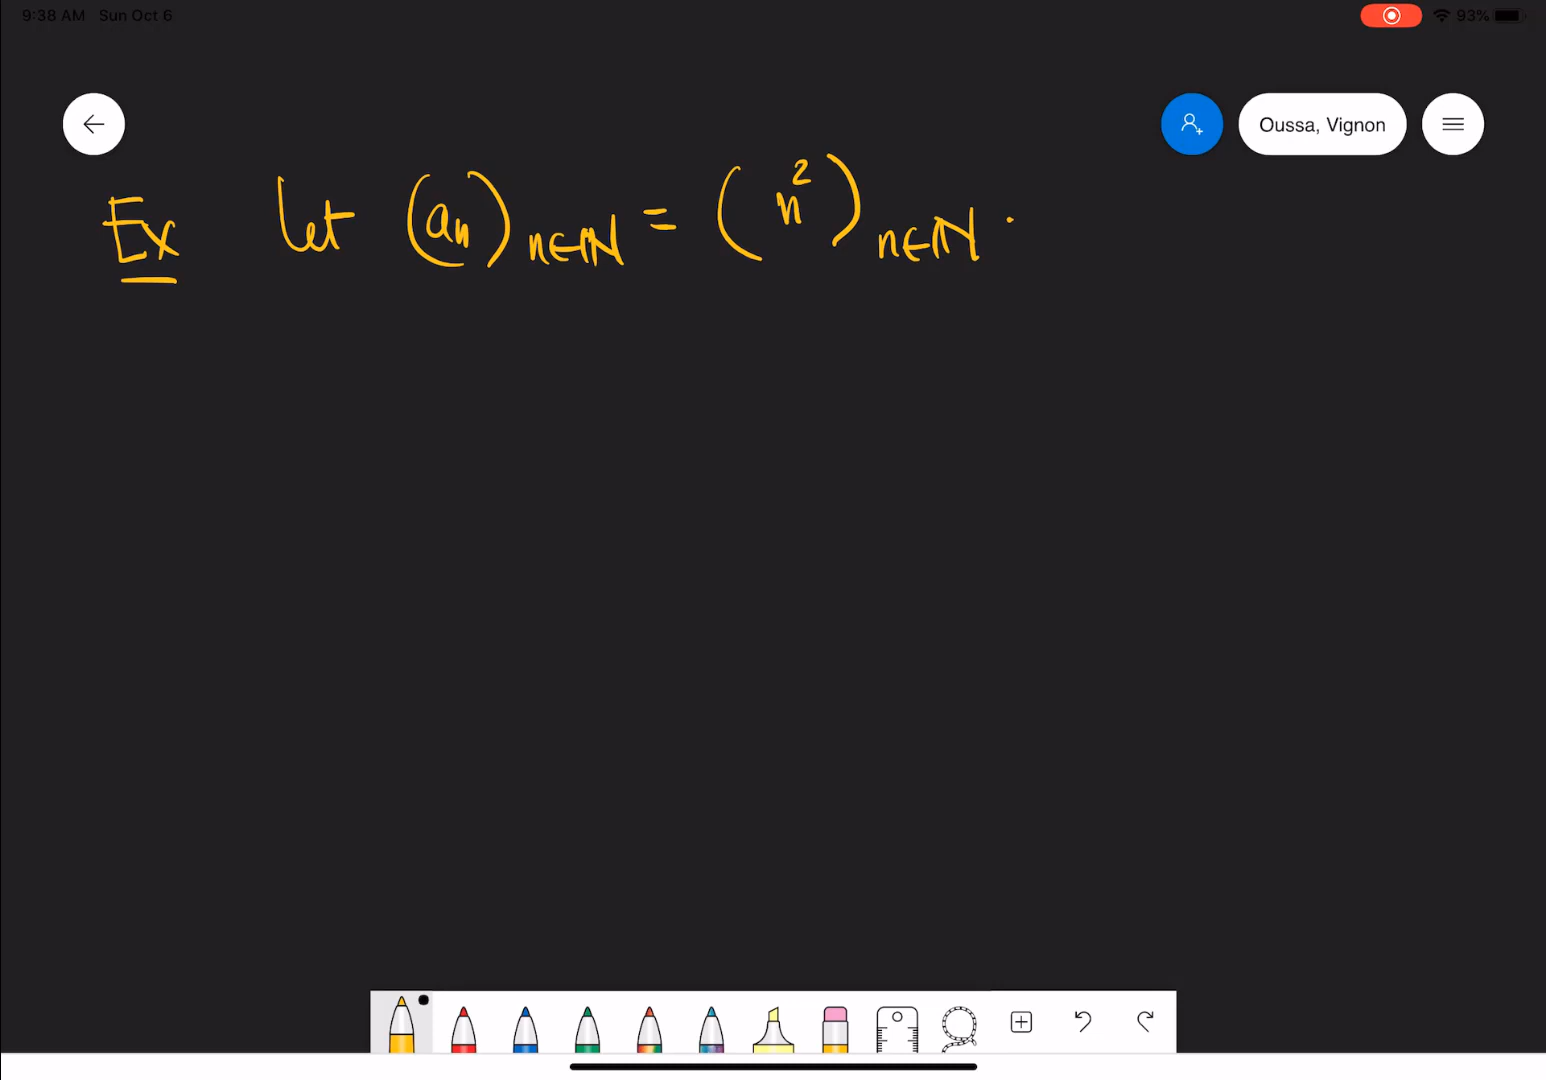 9:38 AM Sun Oct 6
93%
Oussa, Vignon
Ex let (aₙ)ₙ∈ℕ = (n²)ₙ∈ℕ .